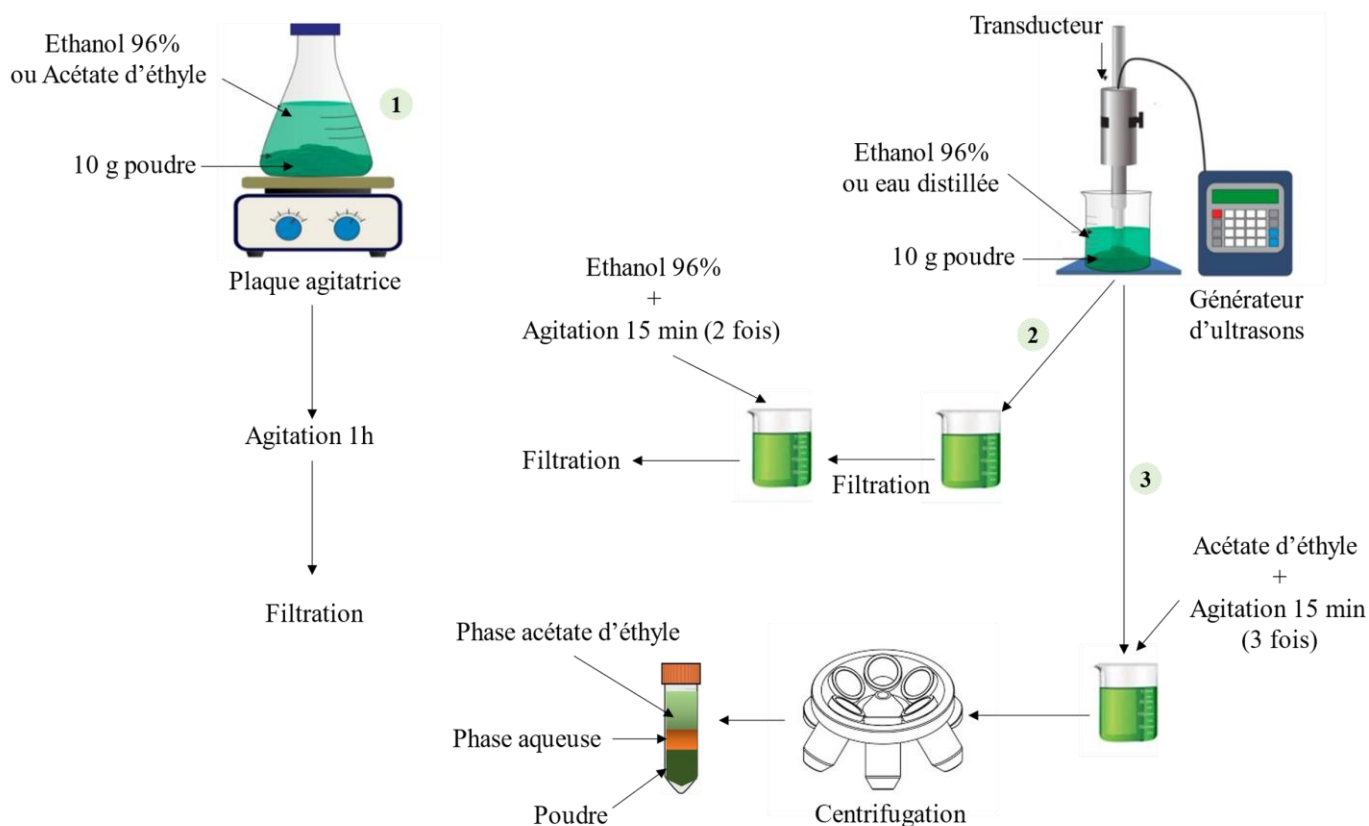 Ethanol 96%
ou Acétate d’éthyle
1
10 g poudre
Plaque agitatrice
Agitation 1h
Filtration
Transducteur
Ethanol 96%
ou eau distillée
10 g poudre
Générateur
d’ultrasons
2
Ethanol 96%
+
Agitation 15 min (2 fois)
Filtration
Filtration
3
Acétate d’éthyle
+
Agitation 15 min
(3 fois)
Centrifugation
Phase acétate d’éthyle
Phase aqueuse
Poudre